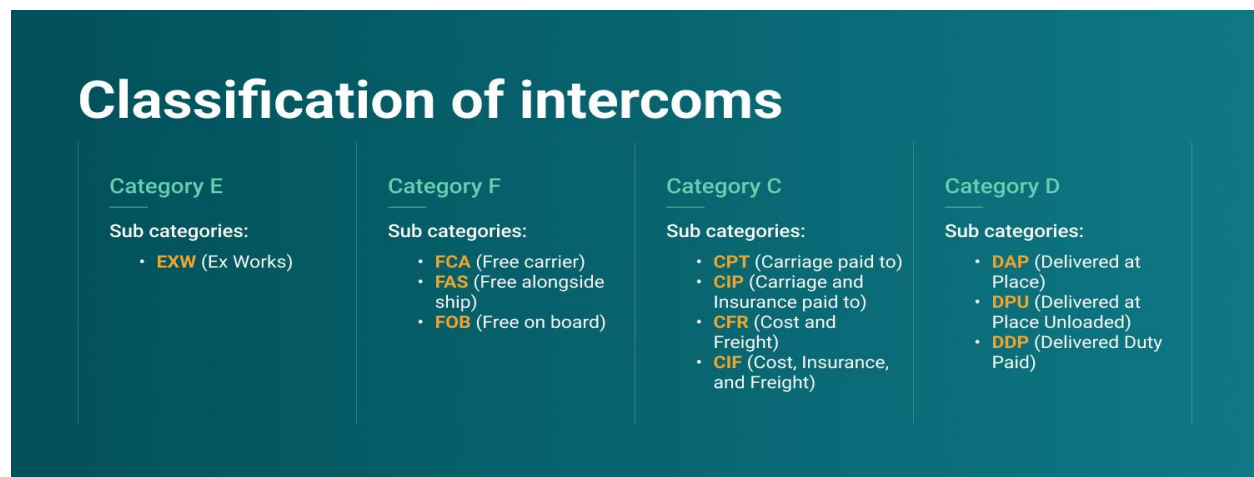 Classification of intercoms
Category E
Sub categories:
• EXW (Ex Works)
Category F
Sub categories:
• FCA (Free carrier)
• FAS (Free alongside
ship)
• FOB (Free on board)
Category C
Sub categories:
• CPT (Carriage paid to)
• CIP (Carriage and
Insurance paid to)
• CFR (Cost and
Freight)
• CIF (Cost, Insurance,
and Freight)
Category D
Sub categories:
• DAP (Delivered at
Place)
• DPU (Delivered at
Place Unloaded)
• DDP (Delivered Duty
Paid)